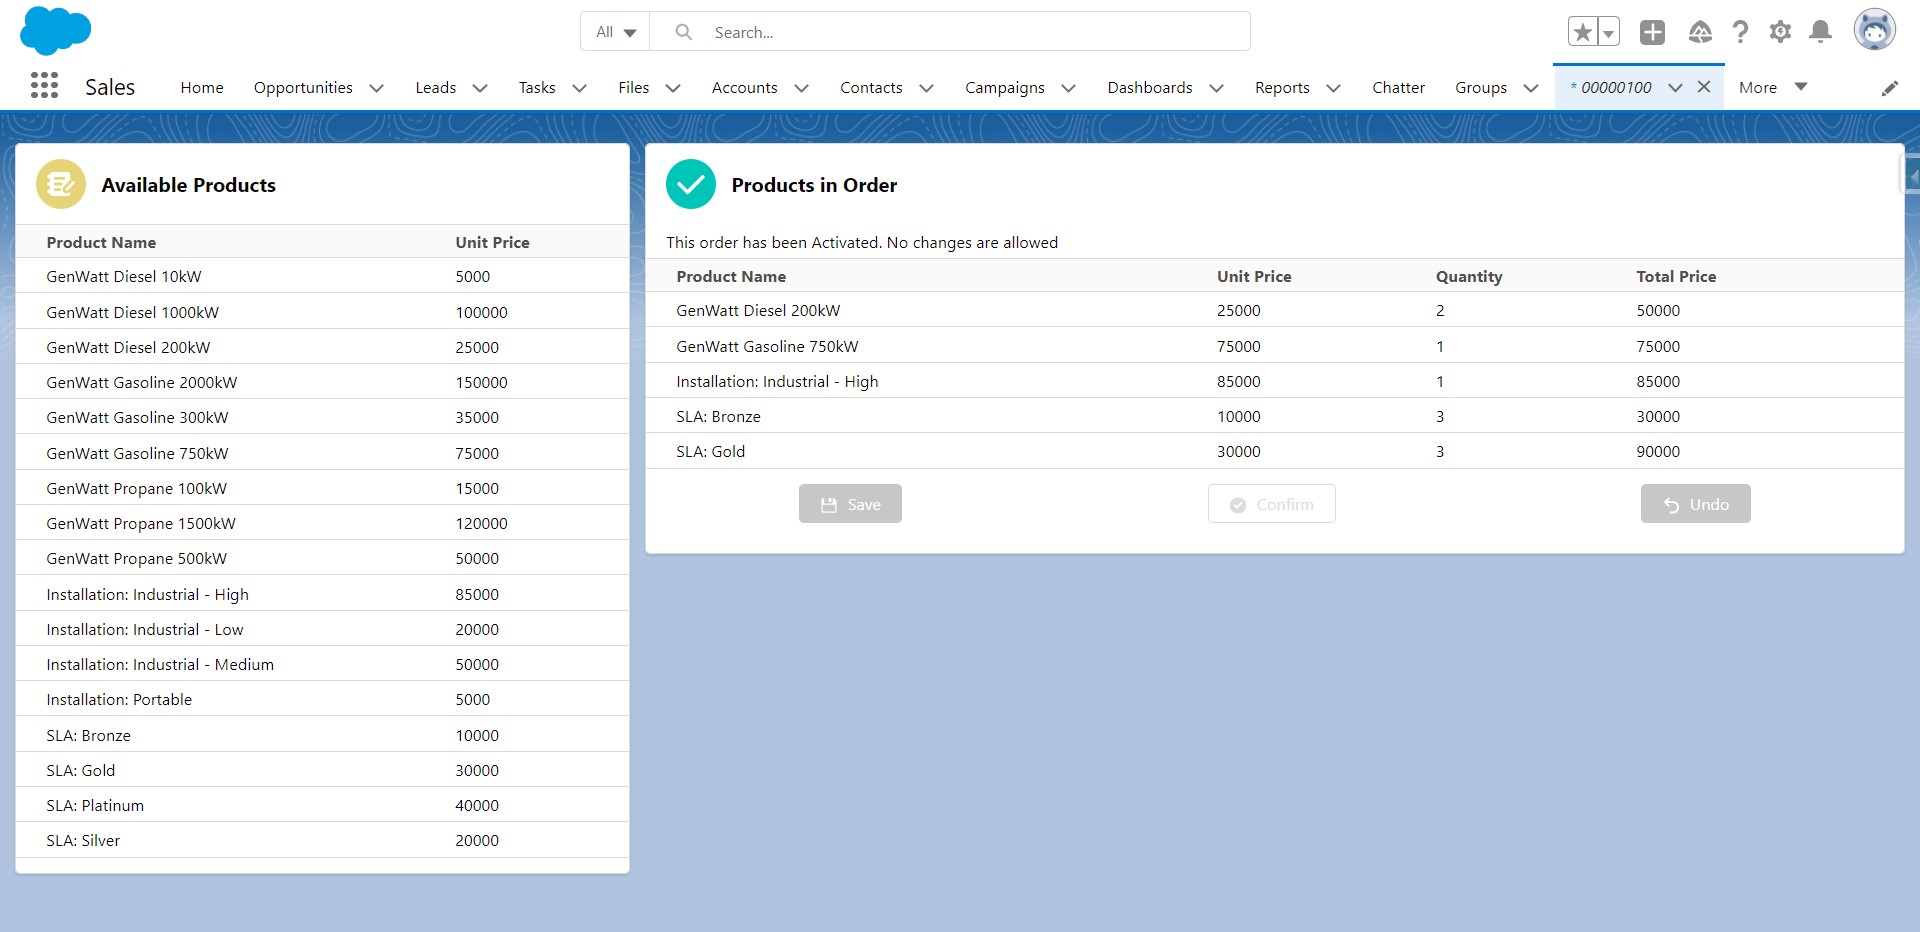 All
Search...
Sales
Home Opportunities Leads Tasks Files Accounts Contacts Campaigns Dashboards Reports Chatter Groups * 00000100 More
Available Products
Product Name Unit Price
GenWatt Diesel 10kW 5000
GenWatt Diesel 1000kW 100000
GenWatt Diesel 200kW 25000
GenWatt Gasoline 2000kW 150000
GenWatt Gasoline 300kW 35000
GenWatt Gasoline 750kW 75000
GenWatt Propane 100kW 15000
GenWatt Propane 1500kW 120000
GenWatt Propane 500kW 50000
Installation: Industrial - High 85000
Installation: Industrial - Low 20000
Installation: Industrial - Medium 50000
Installation: Portable 5000
SLA: Bronze 10000
SLA: Gold 30000
SLA: Platinum 40000
SLA: Silver 20000
Products in Order
This order has been Activated. No changes are allowed
Product Name Unit Price Quantity Total Price
GenWatt Diesel 200kW 25000 2 50000
GenWatt Gasoline 750kW 75000 1 75000
Installation: Industrial - High 85000 1 85000
SLA: Bronze 10000 3 30000
SLA: Gold 30000 3 90000
Save Confirm Undo